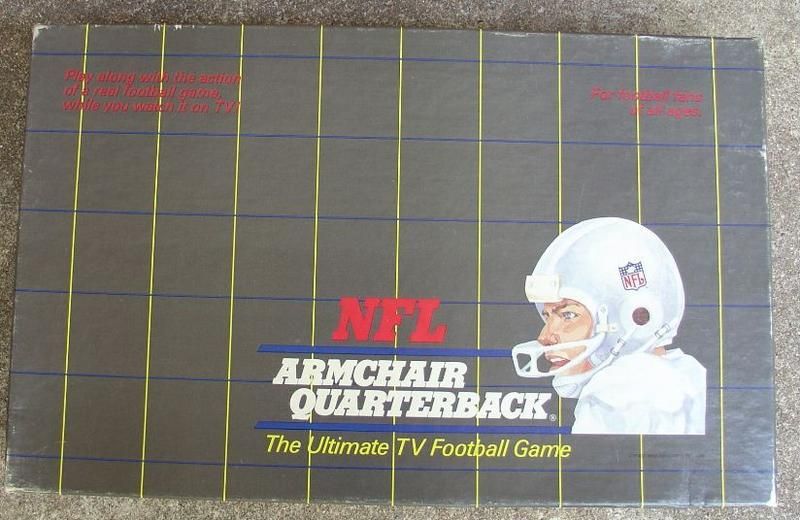 Play along with the action
of a real football game,
while you watch it on TV!
For football fans
of all ages.
NFL
NFL
ARMCHAIR
QUARTERBACK®
The Ultimate TV Football Game